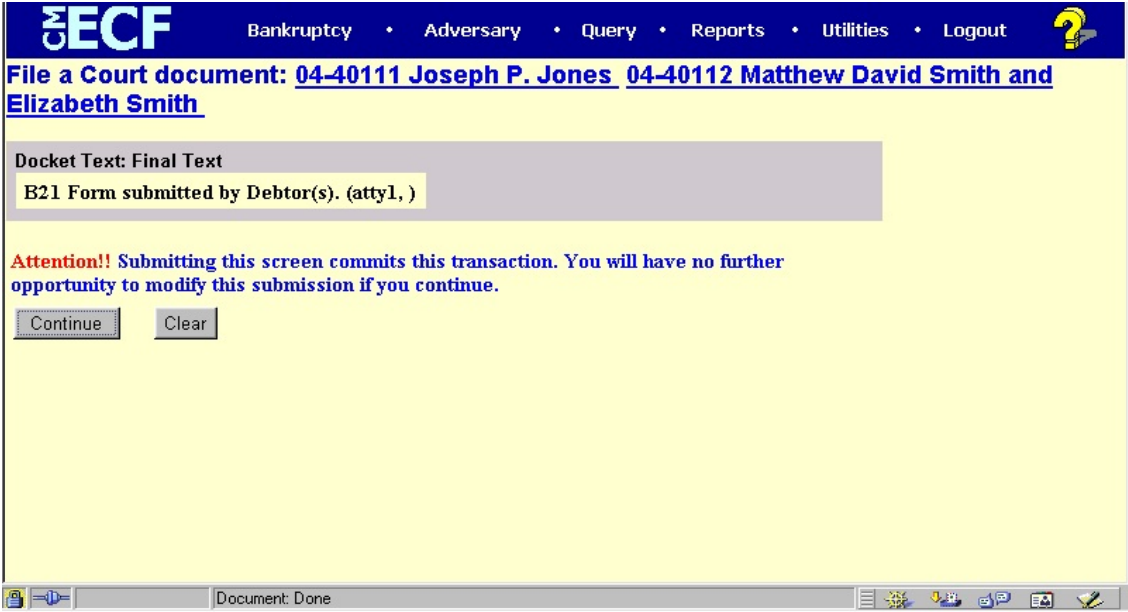 CM ECF Bankruptcy • Adversary • Query • Reports • Utilities • Logout ?
File a Court document: 04-40111 Joseph P. Jones 04-40112 Matthew David Smith and
Elizabeth Smith
Docket Text: Final Text
B21 Form submitted by Debtor(s). (atty1, )
Attention!! Submitting this screen commits this transaction. You will have no further
opportunity to modify this submission if you continue.
Continue Clear
Document: Done